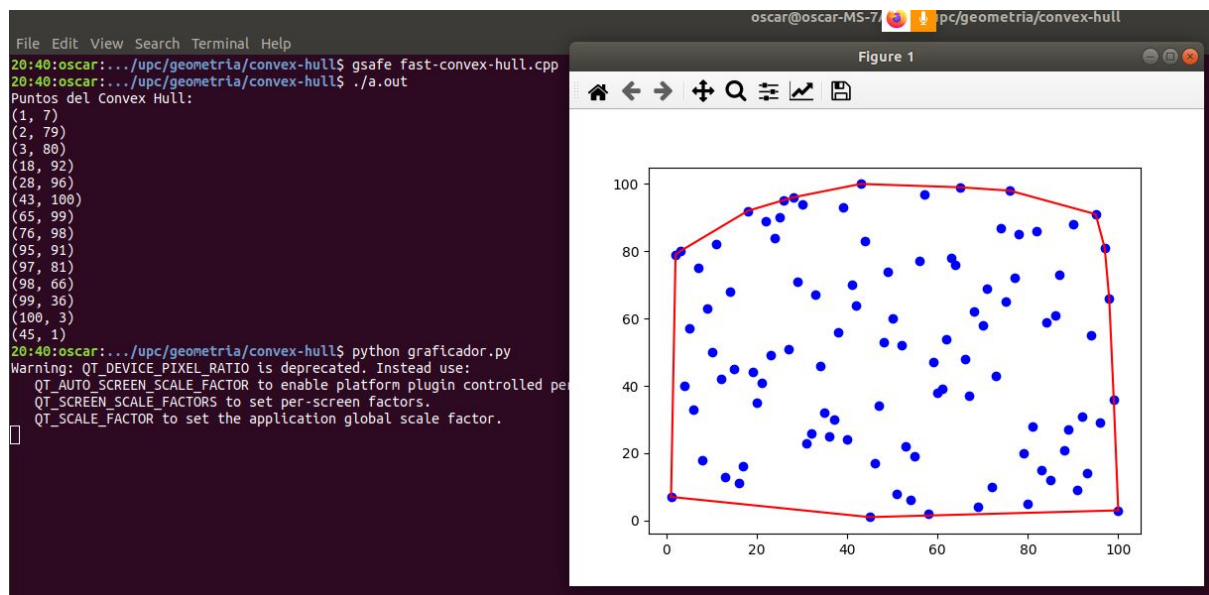 oscar@oscar-MS-7 pc/geometria/convex-hull
File Edit View Search Terminal Help
20:40:oscar:.../upc/geometria/convex-hull$ gsafe fast-convex-hull.cpp
20:40:oscar:.../upc/geometria/convex-hull$ ./a.out
Puntos del Convex Hull:
(1, 7)
(2, 79)
(3, 80)
(18, 92)
(28, 96)
(43, 100)
(65, 99)
(76, 98)
(95, 91)
(97, 81)
(98, 66)
(99, 36)
(100, 3)
(45, 1)
20:40:oscar:.../upc/geometria/convex-hull$ python graficador.py
Warning: QT_DEVICE_PIXEL_RATIO is deprecated. Instead use:
QT_AUTO_SCREEN_SCALE_FACTOR to enable platform plugin controlled pe
QT_SCREEN_SCALE_FACTORS to set per-screen factors.
QT_SCALE_FACTOR to set the application global scale factor.
Figure 1
100
80
60
40
20
0
0 20 40 60 80 100